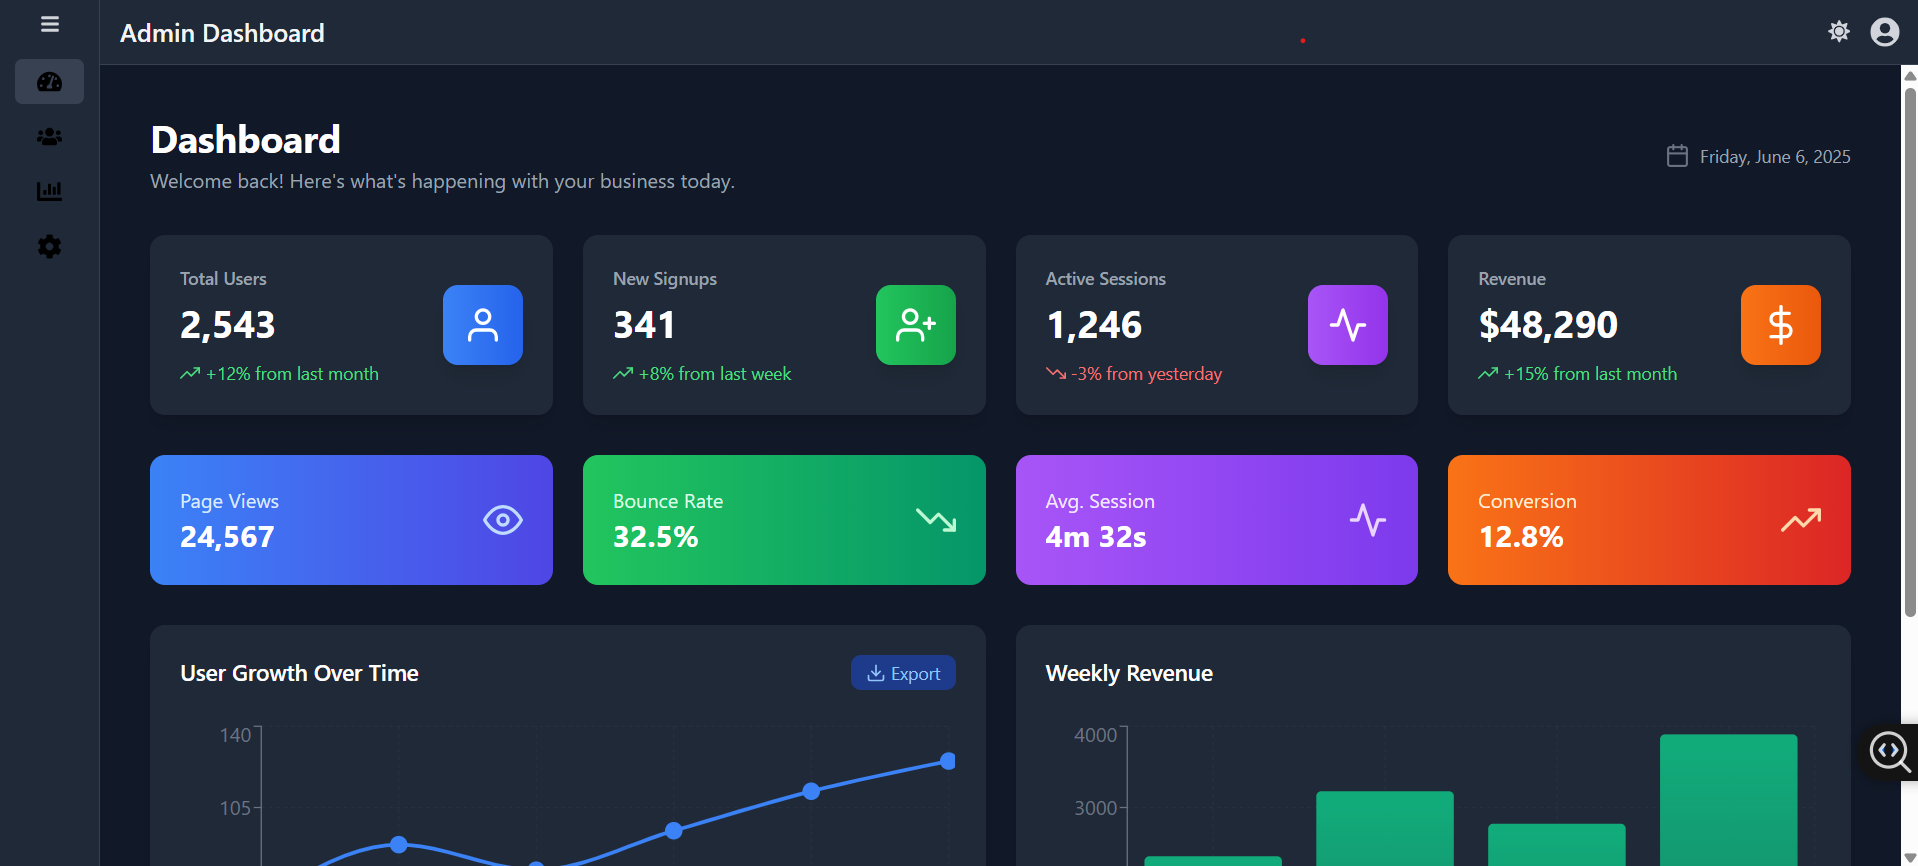 Admin Dashboard
Dashboard
Welcome back! Here's what's happening with your business today.
Friday, June 6, 2025
Total Users
2,543
+12% from last month
New Signups
341
+8% from last week
Active Sessions
1,246
-3% from yesterday
Revenue
$48,290
+15% from last month
Page Views
24,567
Bounce Rate
32.5%
Avg. Session
4m 32s
Conversion
12.8%
User Growth Over Time
Export
140
105
Weekly Revenue
4000
3000